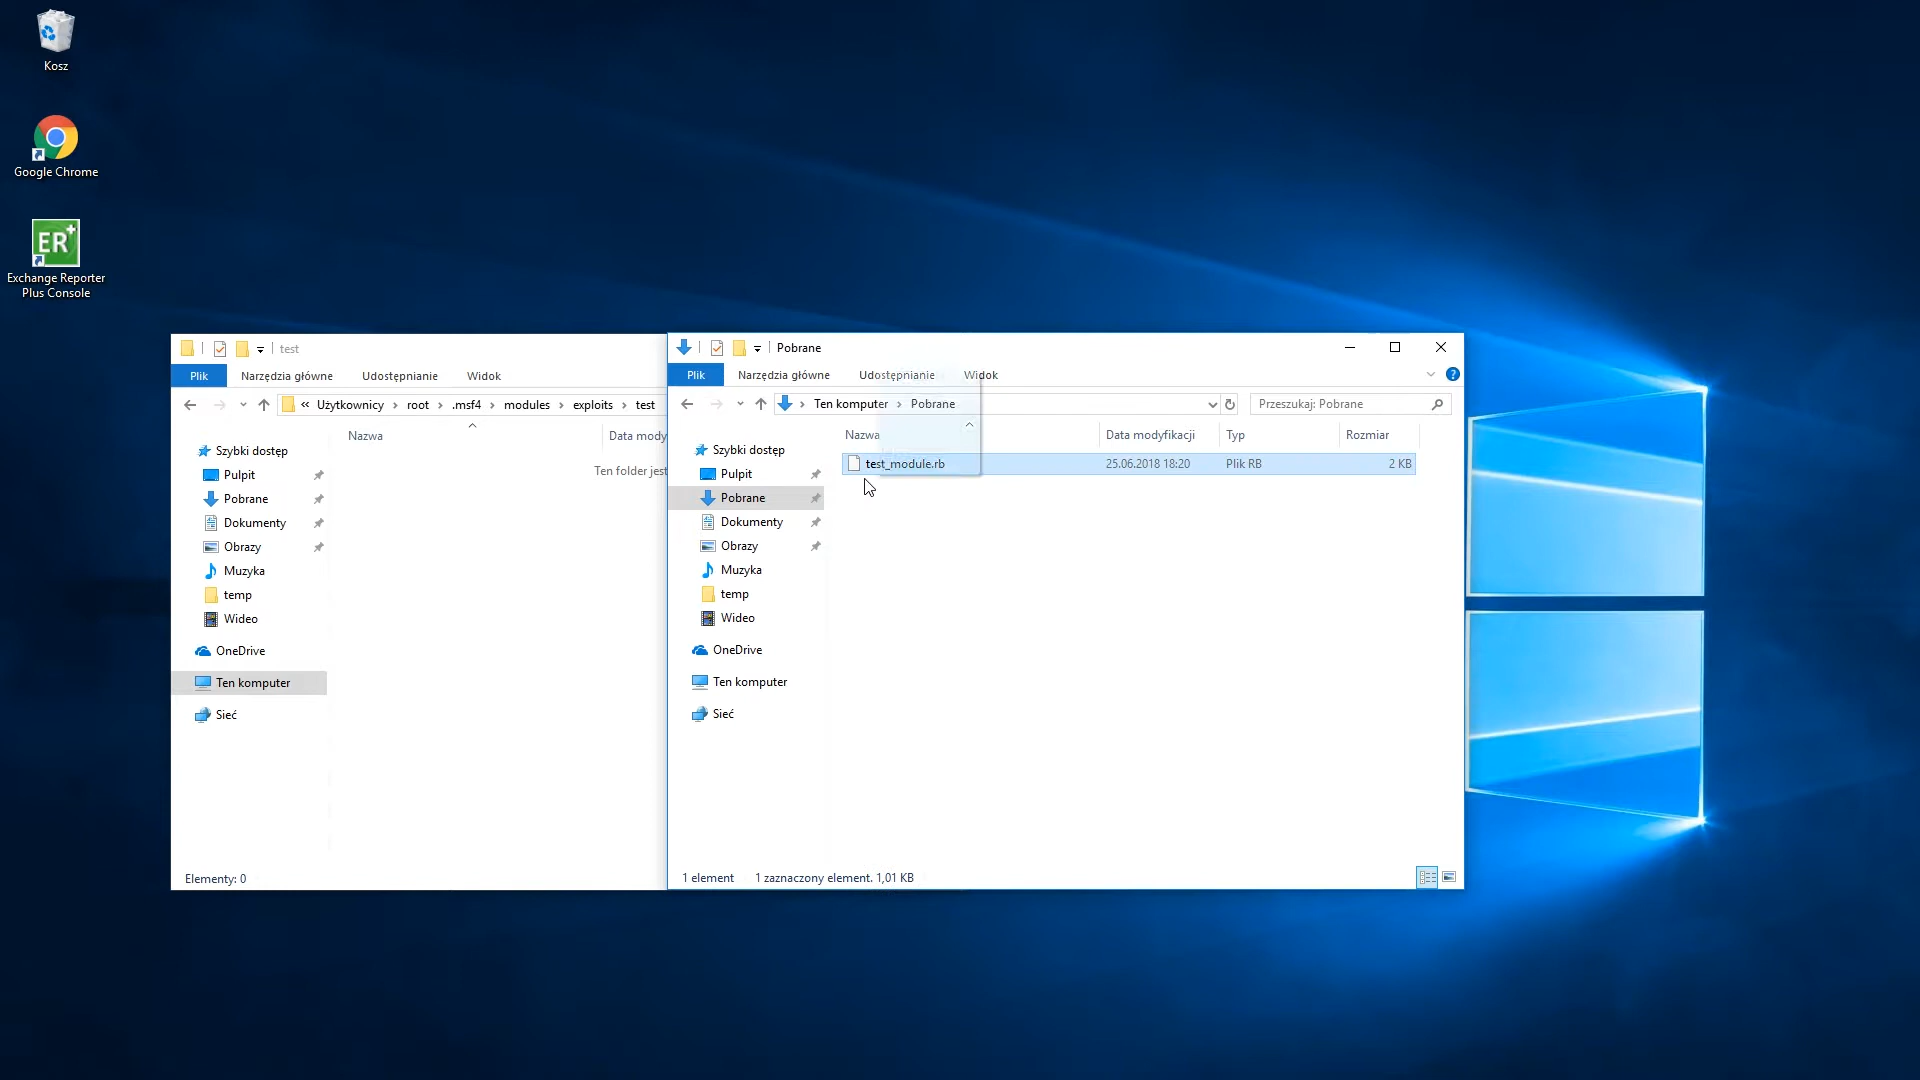 Kosz
Google Chrome
ER+
Exchange Reporter
Plus Console
test
Plik
Narzędzia główne
Udostępnianie
Widok
« Użytkownicy › root › .msf4 › modules › exploits › test
Nazwa
Data mody
Ten folder jest
Szybki dostęp
Pulpit
Pobrane
Dokumenty
Obrazy
Muzyka
temp
Wideo
OneDrive
Ten komputer
Sieć
Elementy: 0
Pobrane
Plik
Narzędzia główne
Udostępnianie
Widok
Ten komputer › Pobrane
Przeszukaj: Pobrane
Nazwa
Data modyfikacji
Typ
Rozmiar
test_module.rb
25.06.2018 18:20
Plik RB
2 KB
Szybki dostęp
Pulpit
Pobrane
Dokumenty
Obrazy
Muzyka
temp
Wideo
OneDrive
Ten komputer
Sieć
1 element
1 zaznaczony element. 1,01 KB